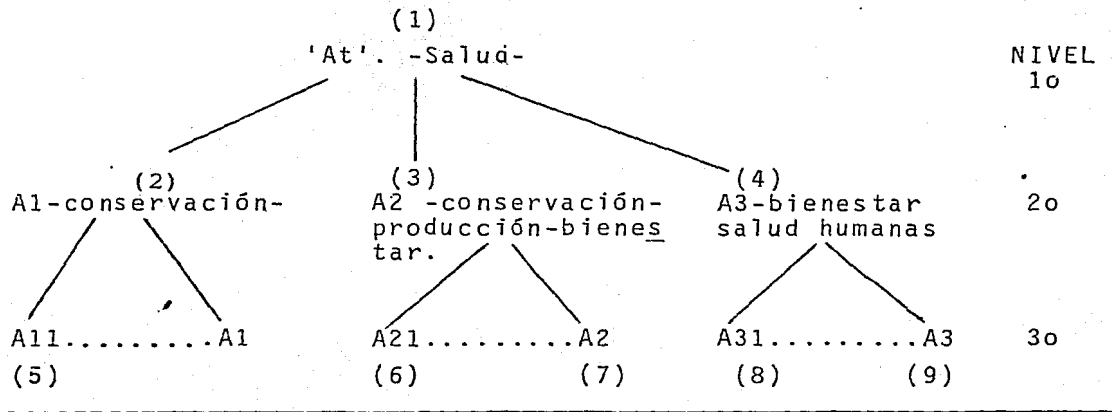 (1)
'At'. -Salud- NIVEL
1o
(2) (3) (4)
A1-conservación- A2 -conservación- A3-bienestar 2o
producción-bienes salud humanas
tar.
A11.........A1 A21.........A2 A31.........A3 3o
(5) (6) (7) (8) (9)